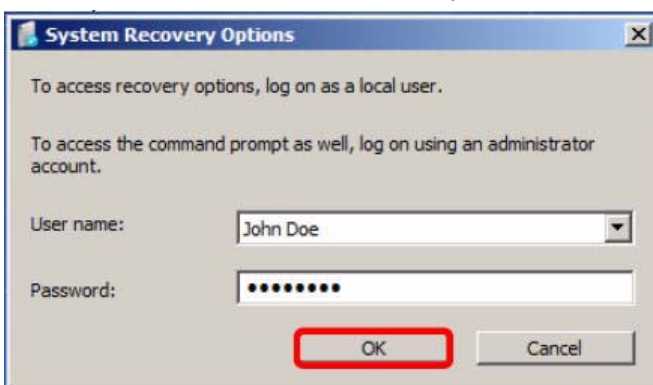 System Recovery Options
To access recovery options, log on as a local user.
To access the command prompt as well, log on using an administrator
account.
User name:
John Doe
Password:
••••••••
OK
Cancel